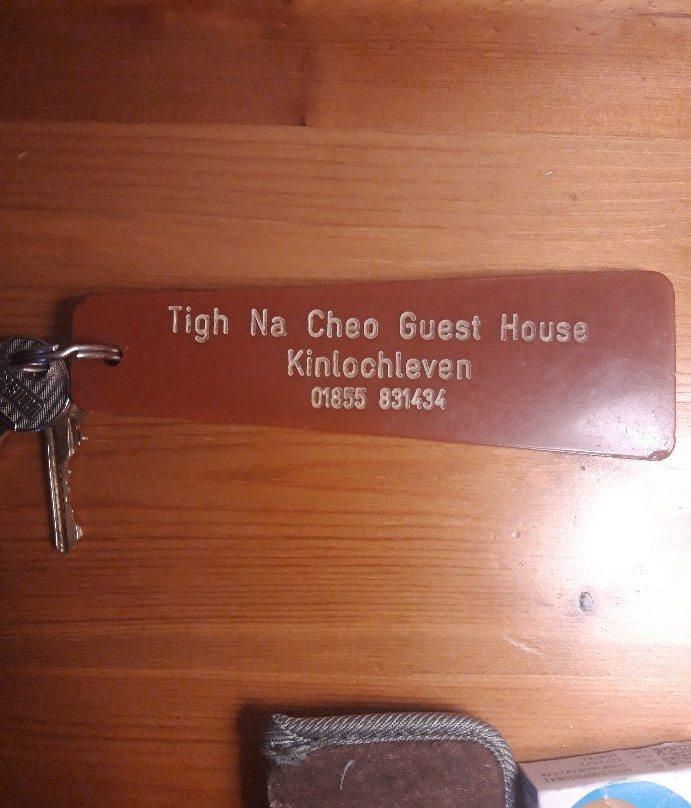 Tigh Na Cheo Guest House
Kinlochleven
01855 831434